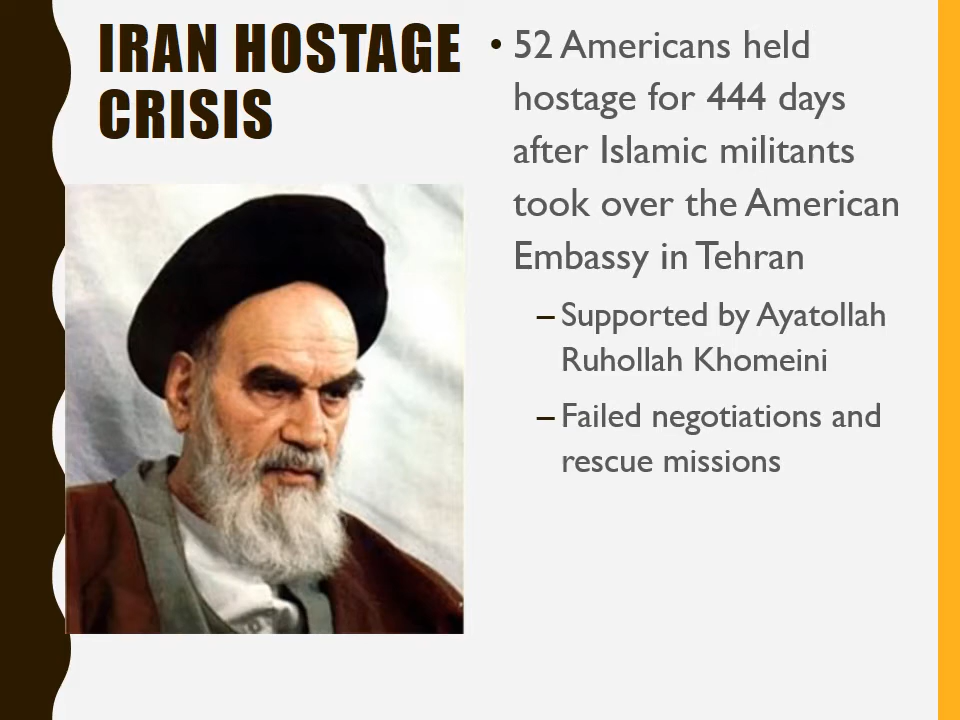 IRAN HOSTAGE
CRISIS
• 52 Americans held
hostage for 444 days
after Islamic militants
took over the American
Embassy in Tehran
– Supported by Ayatollah
Ruhollah Khomeini
– Failed negotiations and
rescue missions